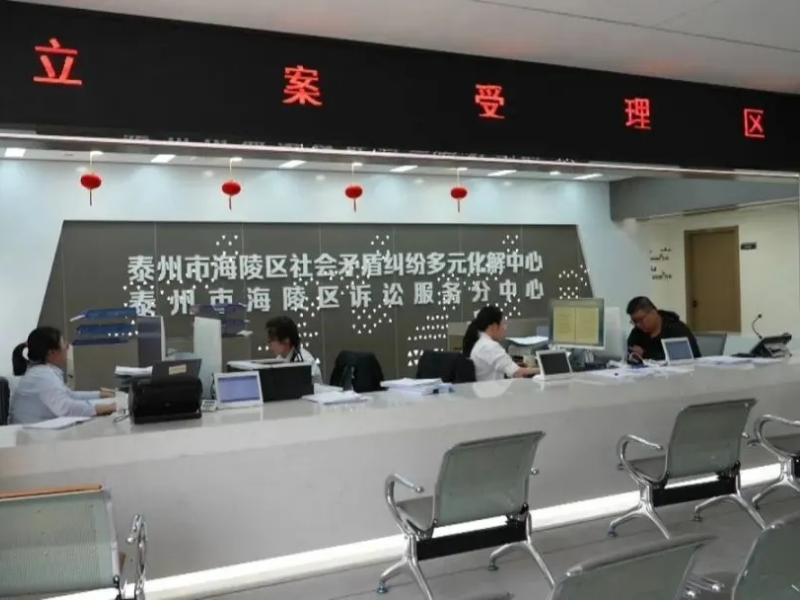 立案受理区
泰州市海陵区社会矛盾纠纷多元化解中心
泰州市海陵区诉讼服务分中心